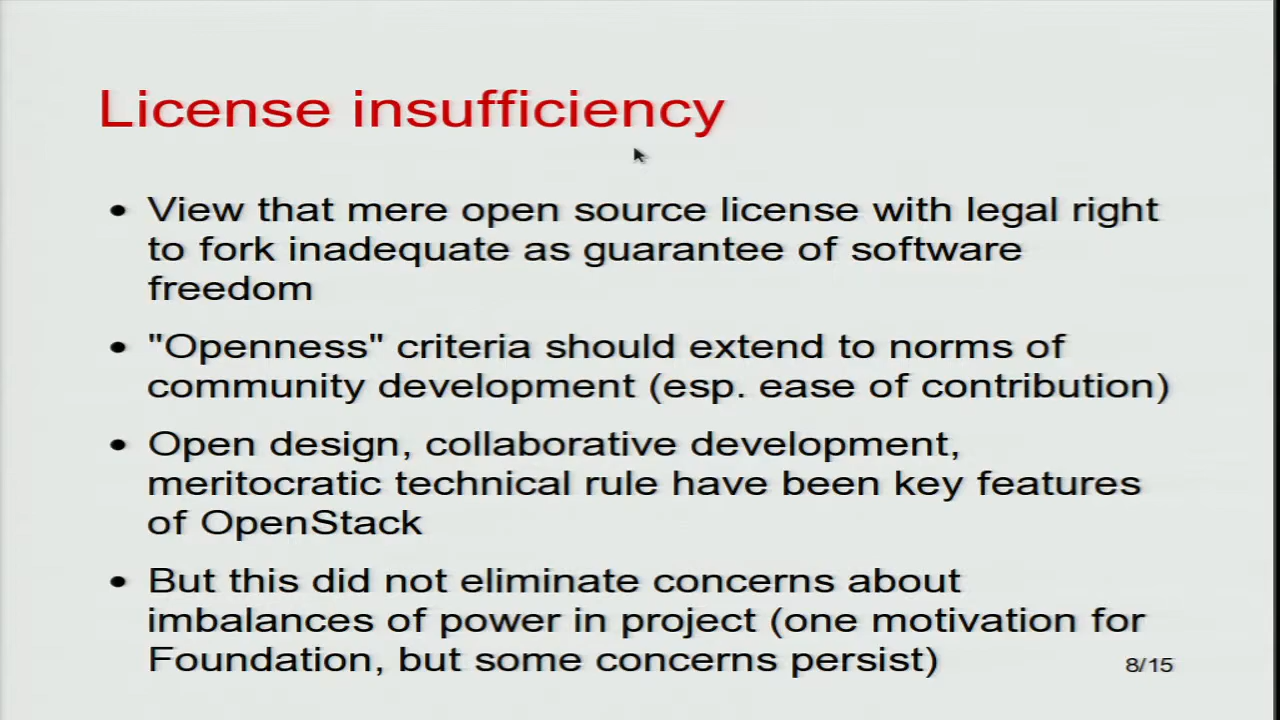 License insufficiency
• View that mere open source license with legal right
to fork inadequate as guarantee of software
freedom
• "Openness" criteria should extend to norms of
community development (esp. ease of contribution)
• Open design, collaborative development,
meritocratic technical rule have been key features
of OpenStack
• But this did not eliminate concerns about
imbalances of power in project (one motivation for
Foundation, but some concerns persist)
8/15